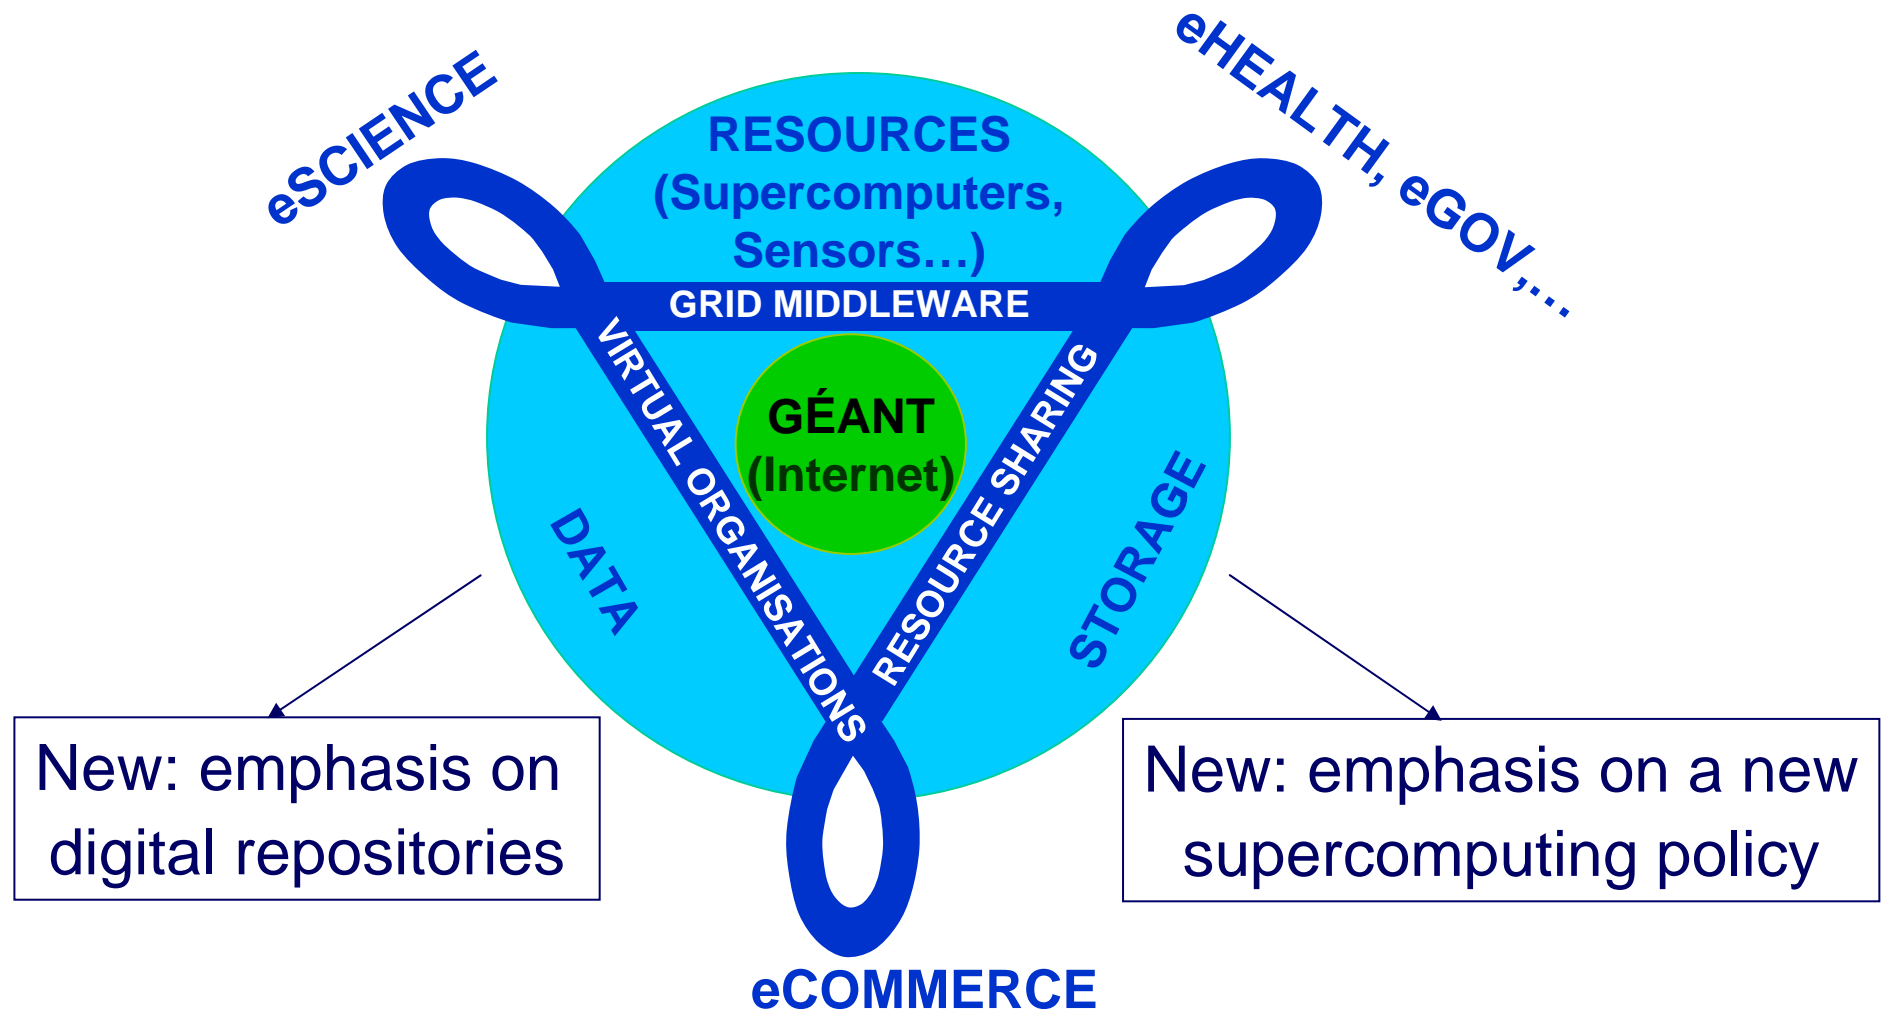 eSCIENCE
eHEALTH, eGOV,…
RESOURCES
(Supercomputers,
Sensors…)
GRID MIDDLEWARE
VIRTUAL ORGANISATIONS
RESOURCE SHARING
GÉANT
(Internet)
DATA
STORAGE
New: emphasis on
digital repositories
New: emphasis on a new
supercomputing policy
eCOMMERCE